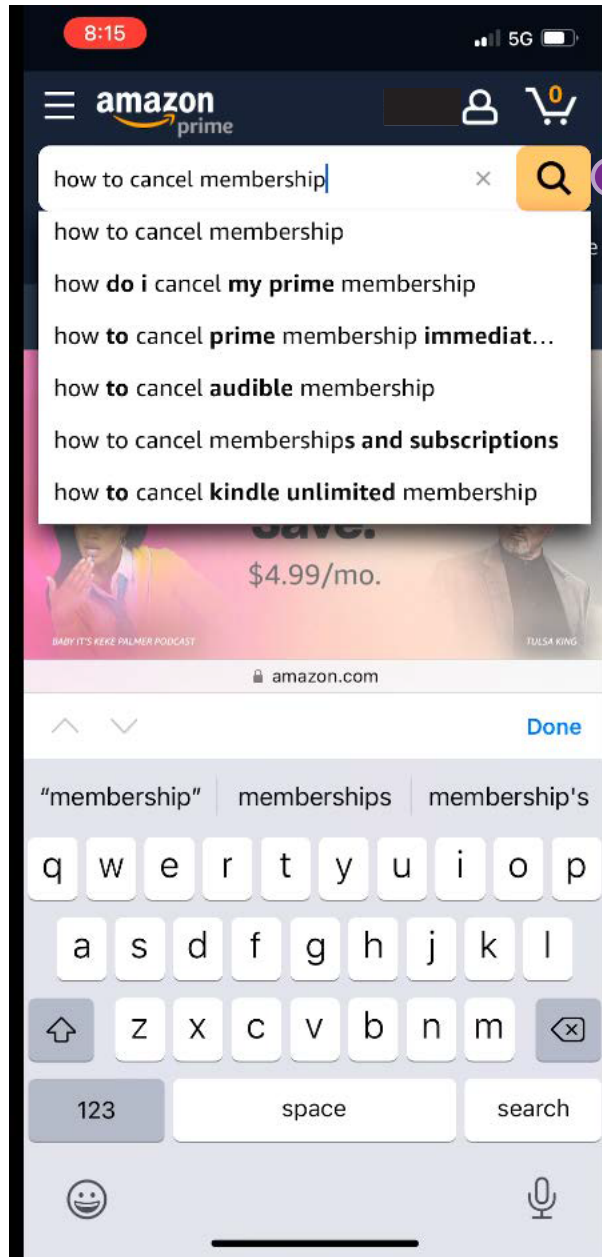 8:15
5G
amazon
prime
0
how to cancel membership
how to cancel membership
how do i cancel my prime membership
how to cancel prime membership immediat...
how to cancel audible membership
how to cancel memberships and subscriptions
how to cancel kindle unlimited membership
e
Save.
$4.99/mo.
BABY IT'S KEKE PALMER PODCAST
TULSA KING
amazon.com
Done
"membership" memberships membership's
q w e r t y u i o p
a s d f g h j k l
z x c v b n m
123 space search